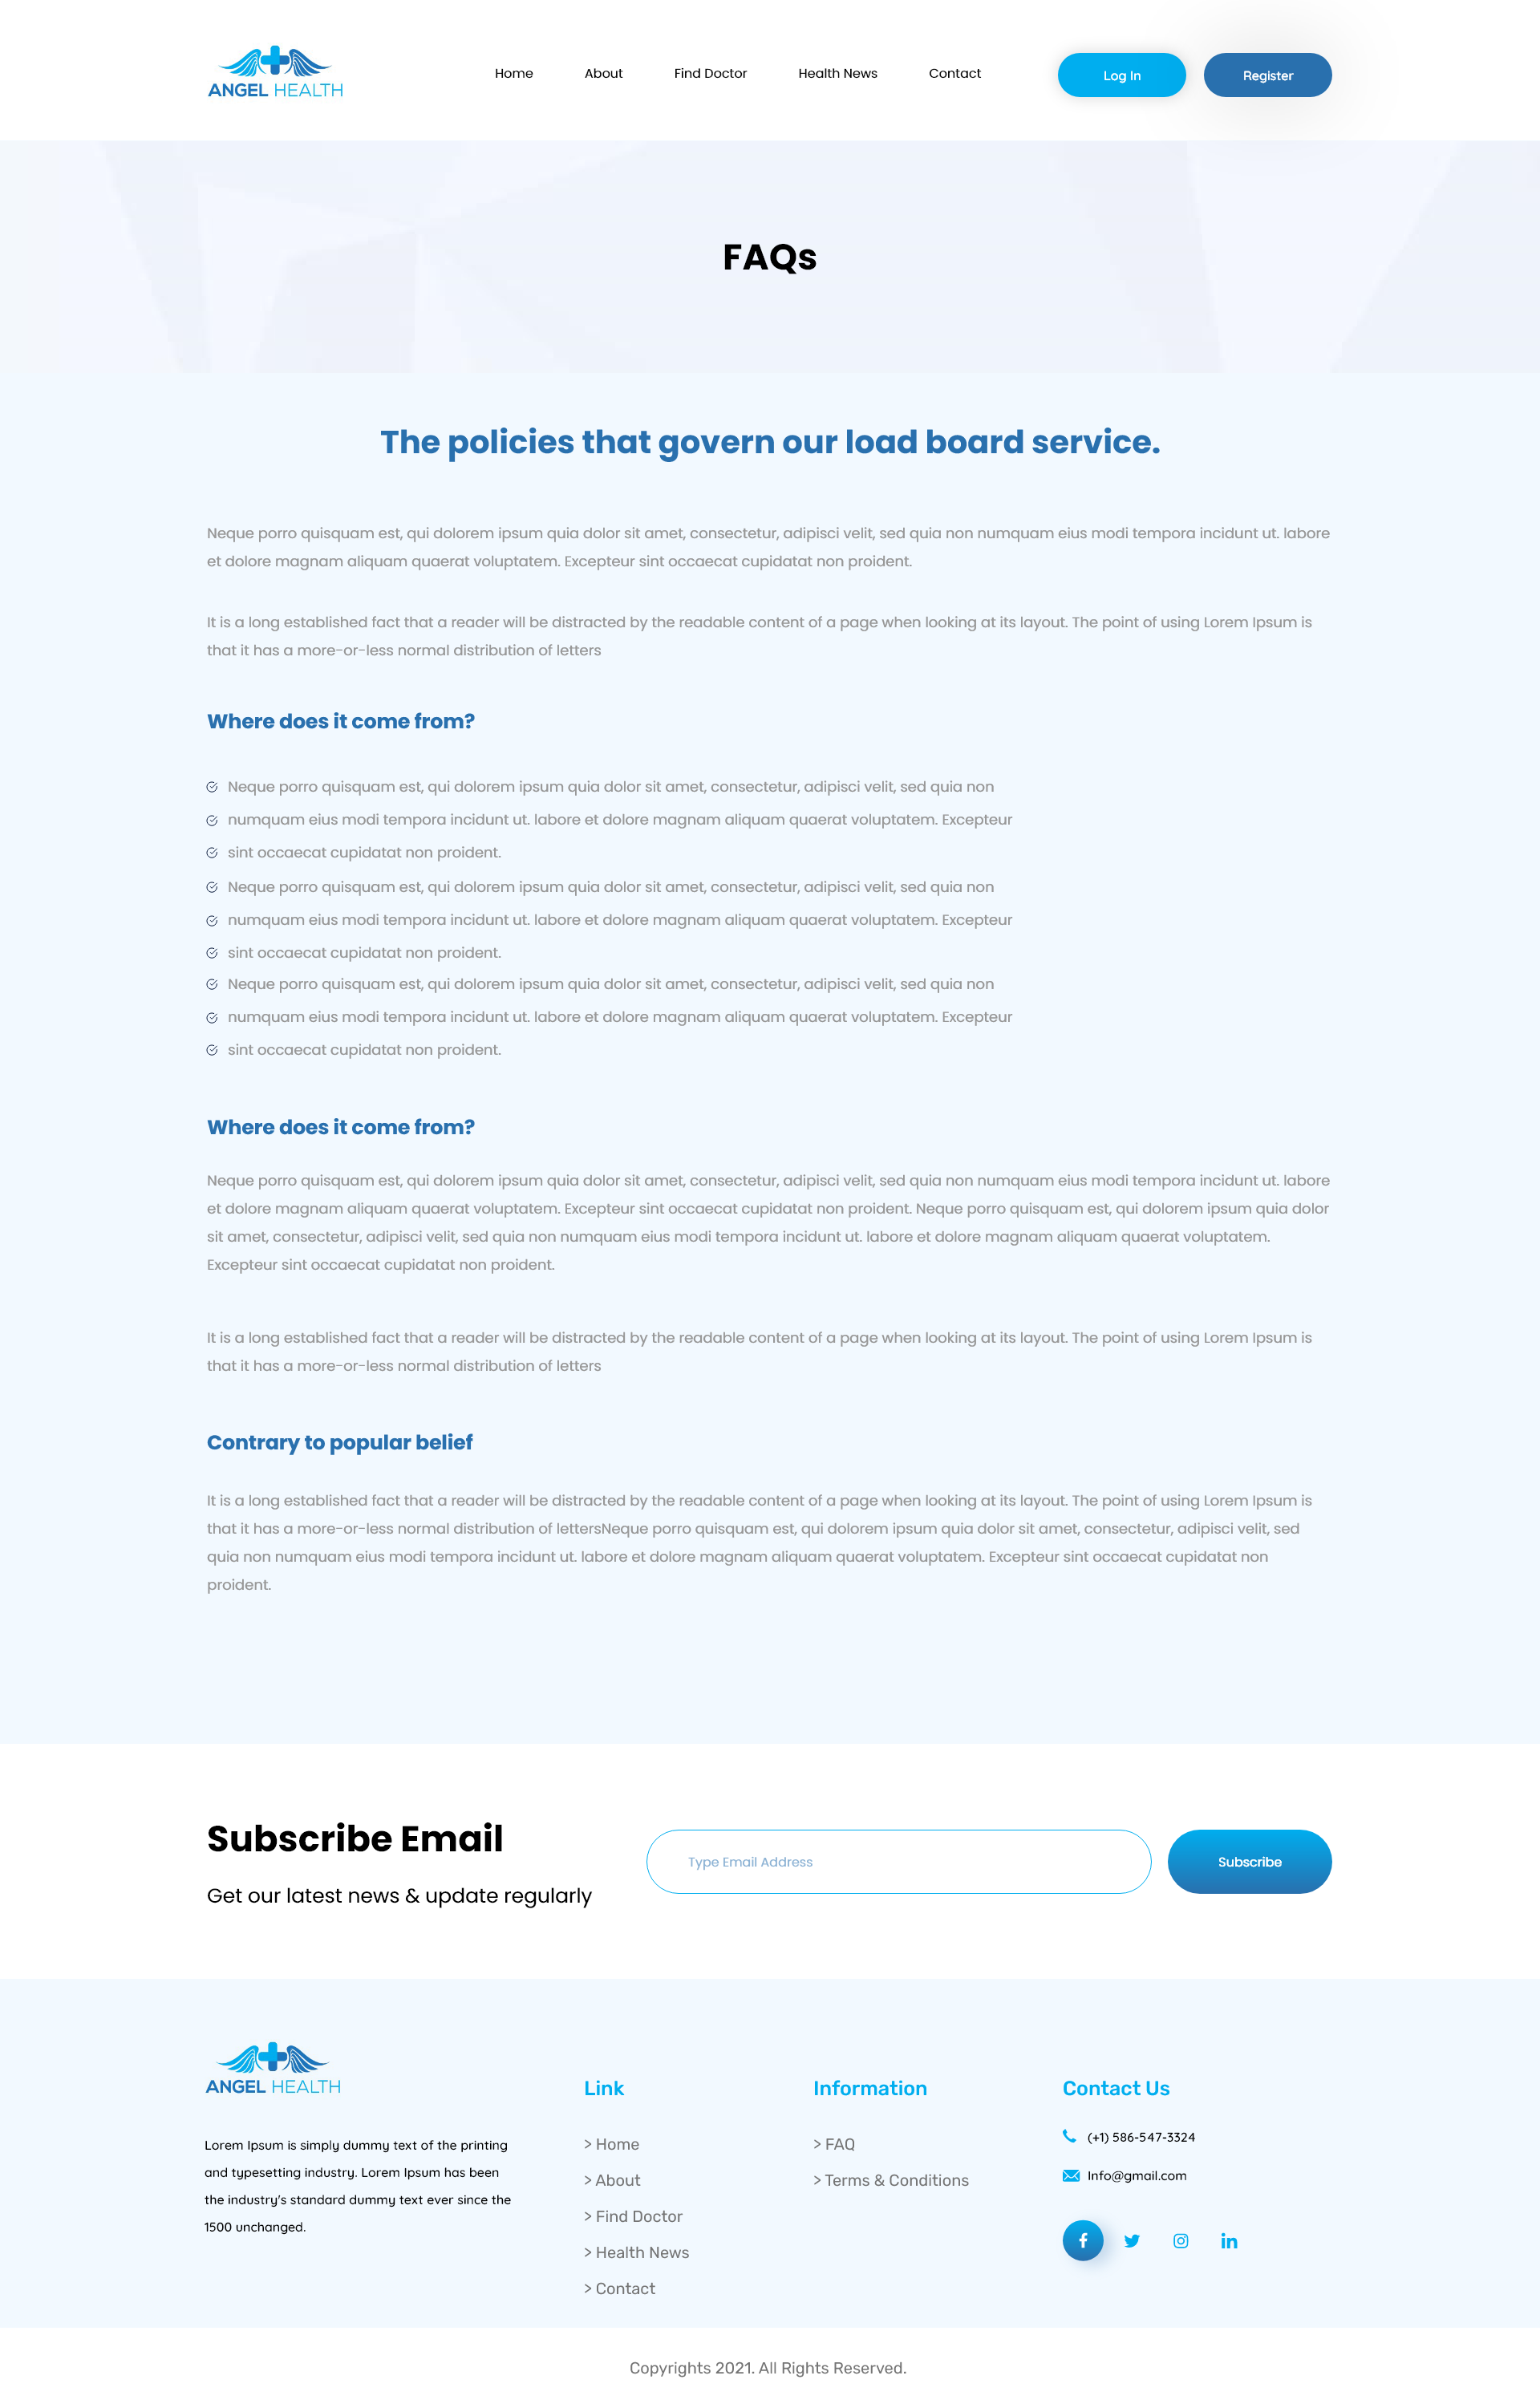 ANGEL HEALTH
Home
About
Find Doctor
Health News
Contact
Log In
Register
FAQs
The policies that govern our load board service.
Neque porro quisquam est, qui dolorem ipsum quia dolor sit amet, consectetur, adipisci velit, sed quia non numquam eius modi tempora incidunt ut. labore
et dolore magnam aliquam quaerat voluptatem. Excepteur sint occaecat cupidatat non proident.
It is a long established fact that a reader will be distracted by the readable content of a page when looking at its layout. The point of using Lorem Ipsum is
that it has a more-or-less normal distribution of letters
Where does it come from?
Neque porro quisquam est, qui dolorem ipsum quia dolor sit amet, consectetur, adipisci velit, sed quia non
numquam eius modi tempora incidunt ut. labore et dolore magnam aliquam quaerat voluptatem. Excepteur
sint occaecat cupidatat non proident.
Neque porro quisquam est, qui dolorem ipsum quia dolor sit amet, consectetur, adipisci velit, sed quia non
numquam eius modi tempora incidunt ut. labore et dolore magnam aliquam quaerat voluptatem. Excepteur
sint occaecat cupidatat non proident.
Neque porro quisquam est, qui dolorem ipsum quia dolor sit amet, consectetur, adipisci velit, sed quia non
numquam eius modi tempora incidunt ut. labore et dolore magnam aliquam quaerat voluptatem. Excepteur
sint occaecat cupidatat non proident.
Where does it come from?
Neque porro quisquam est, qui dolorem ipsum quia dolor sit amet, consectetur, adipisci velit, sed quia non numquam eius modi tempora incidunt ut. labore
et dolore magnam aliquam quaerat voluptatem. Excepteur sint occaecat cupidatat non proident. Neque porro quisquam est, qui dolorem ipsum quia dolor
sit amet, consectetur, adipisci velit, sed quia non numquam eius modi tempora incidunt ut. labore et dolore magnam aliquam quaerat voluptatem.
Excepteur sint occaecat cupidatat non proident.
It is a long established fact that a reader will be distracted by the readable content of a page when looking at its layout. The point of using Lorem Ipsum is
that it has a more-or-less normal distribution of letters
Contrary to popular belief
It is a long established fact that a reader will be distracted by the readable content of a page when looking at its layout. The point of using Lorem Ipsum is
that it has a more-or-less normal distribution of lettersNeque porro quisquam est, qui dolorem ipsum quia dolor sit amet, consectetur, adipisci velit, sed
quia non numquam eius modi tempora incidunt ut. labore et dolore magnam aliquam quaerat voluptatem. Excepteur sint occaecat cupidatat non
proident.
Subscribe Email
Get our latest news & update regularly
Type Email Address
Subscribe
ANGEL HEALTH
Lorem Ipsum is simply dummy text of the printing
and typesetting industry. Lorem Ipsum has been
the industry's standard dummy text ever since the
1500 unchanged.
Link
> Home
> About
> Find Doctor
> Health News
> Contact
Information
> FAQ
> Terms & Conditions
Contact Us
(+1) 586-547-3324
Info@gmail.com
Copyrights 2021. All Rights Reserved.